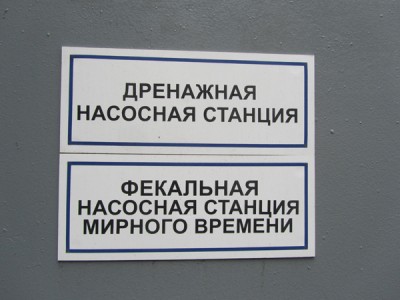 ДРЕНАЖНАЯ
НАСОСНАЯ СТАНЦИЯ
ФЕКАЛЬНАЯ
НАСОСНАЯ СТАНЦИЯ
МИРНОГО ВРЕМЕНИ